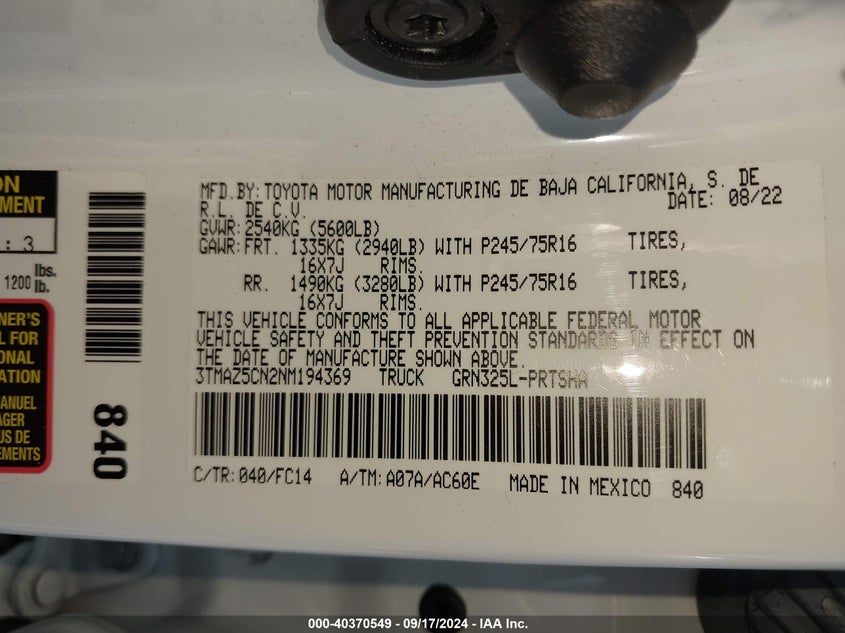 MFD.BY: TOYOTA MOTOR MANUFACTURING DE BAJA CALIFORNIA, S. DE
R.L. DE C.V. DATE: 08/22
GVWR: 2540KG (5600LB)
GAWR: FRT. 1335KG (2940LB) WITH P245/75R16 TIRES,
16X7J RIMS.
RR. 1490KG (3280LB) WITH P245/75R16 TIRES,
16X7J RIMS.
THIS VEHICLE CONFORMS TO ALL APPLICABLE FEDERAL MOTOR
VEHICLE SAFETY AND THEFT PREVENTION STANDARDS IN EFFECT ON
THE DATE OF MANUFACTURE SHOWN ABOVE.
3TMAZ5CN2NM194369 TRUCK GRN325L-PRTSHA
C/TR: 040/FC14 A/TM: A07A/AC60E MADE IN MEXICO 840
840
ON
EMENT
: 3
lbs.
1200 lb.
NER'S
L FOR
ONAL
ATION
MANUEL
AGER
US DE
EMENTS
000-40370549 - 09/17/2024 - IAA Inc.